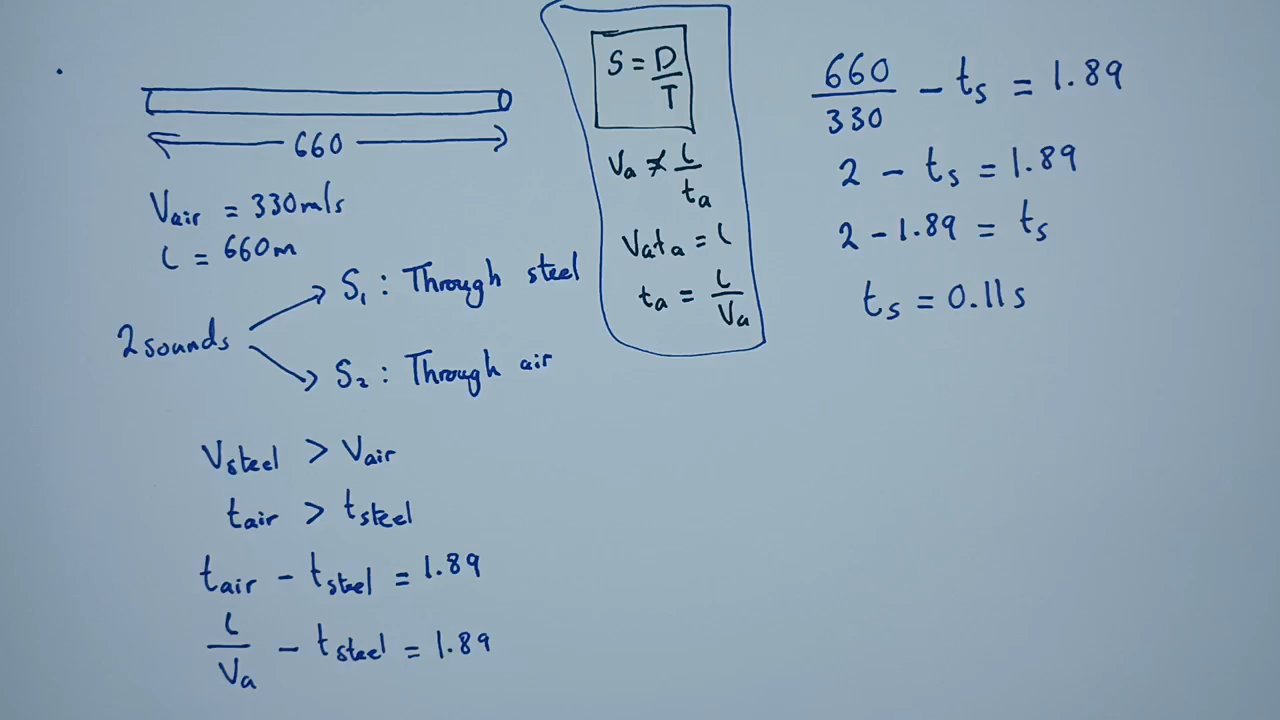 660
Vair = 330m/s
l = 660m
2 sounds
S1 : Through steel
S2 : Through air
Vsteel > Vair
tair > tsteel
tair - tsteel = 1.89
l/Va - tsteel = 1.89
S = D/T
Va ≠ l/ta
Vata = l
ta = l/Va
660/330 - ts = 1.89
2 - ts = 1.89
2 - 1.89 = ts
ts = 0.11s